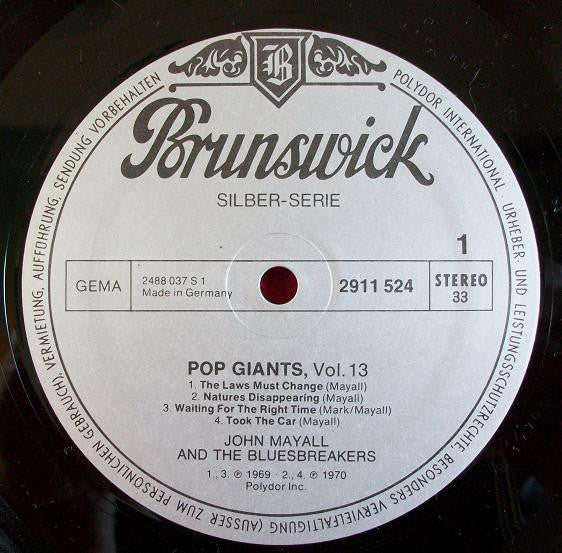 B
Brunswick
SILBER-SERIE
1
GEMA
2488 037 S 1
Made in Germany
2911 524
STEREO
33
POP GIANTS, Vol. 13
1. The Laws Must Change (Mayall)
2. Natures Disappearing (Mayall)
3. Waiting For The Right Time (Mark/Mayall)
4. Took The Car (Mayall)
JOHN MAYALL
AND THE BLUESBREAKERS
1., 3. ℗ 1969 · 2., 4. ℗ 1970
Polydor Inc.
POLYDOR INTERNATIONAL · URHEBER- UND LEISTUNGSSCHUTZRECHTE BESONDERS VERVIELFALTIGUNG (AUSSER ZUM PERSÖNLICHEN GEBRAUCH), VERMIETUNG, AUFFÜHRUNG, SENDUNG VORBEHALTEN